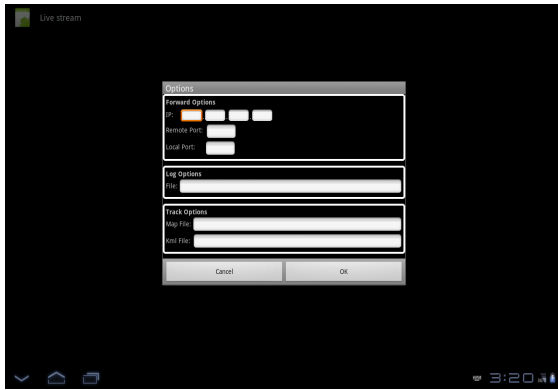 Live stream
Options
Forward Options
IP:
Remote Port:
Local Port:
Log Options
File:
Track Options
Map File:
Kml File:
Cancel OK
3:20